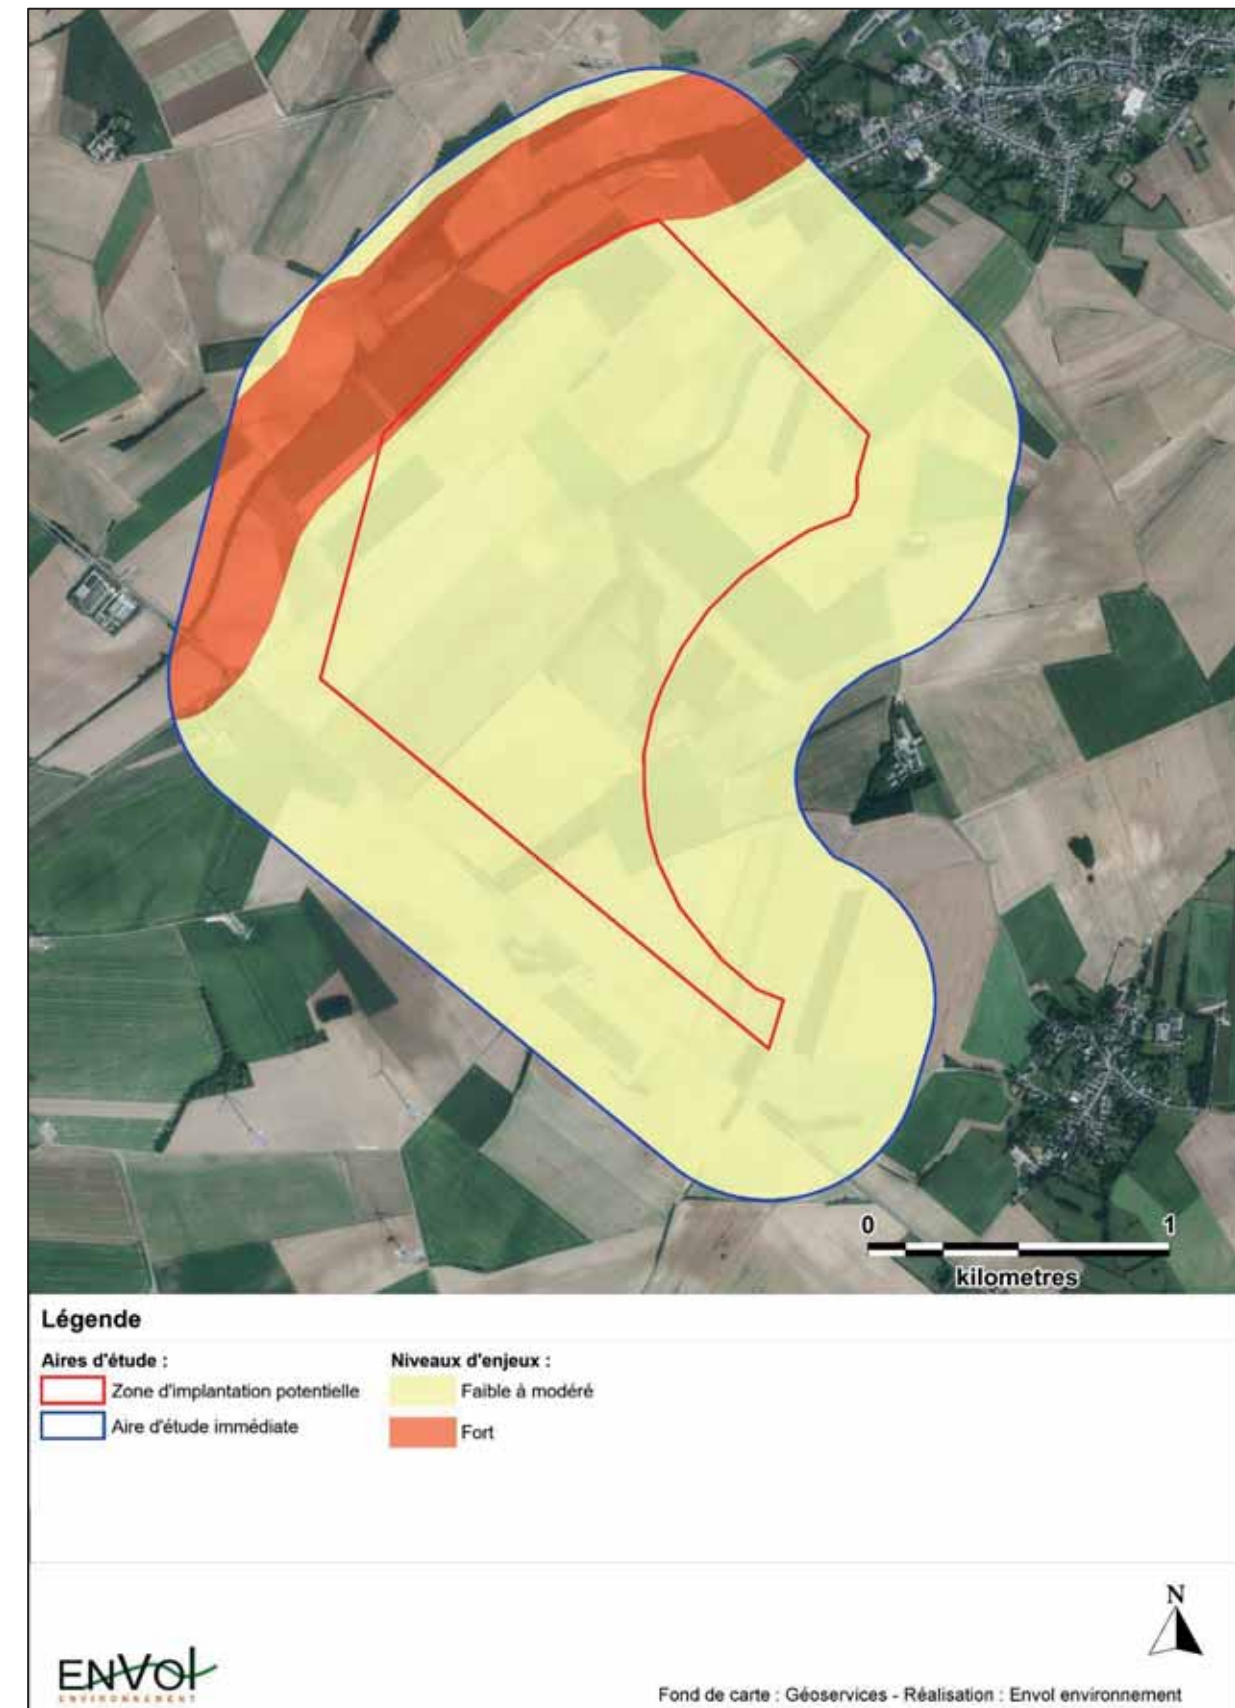 0 1
kilometres
Légende
Aires d'étude :
Zone d'implantation potentielle
Aire d'étude immédiate
Niveaux d'enjeux :
Faible à modéré
Fort
N
ENVOl
ENVIRONNEMENT
Fond de carte : Géoservices - Réalisation : Envol environnement